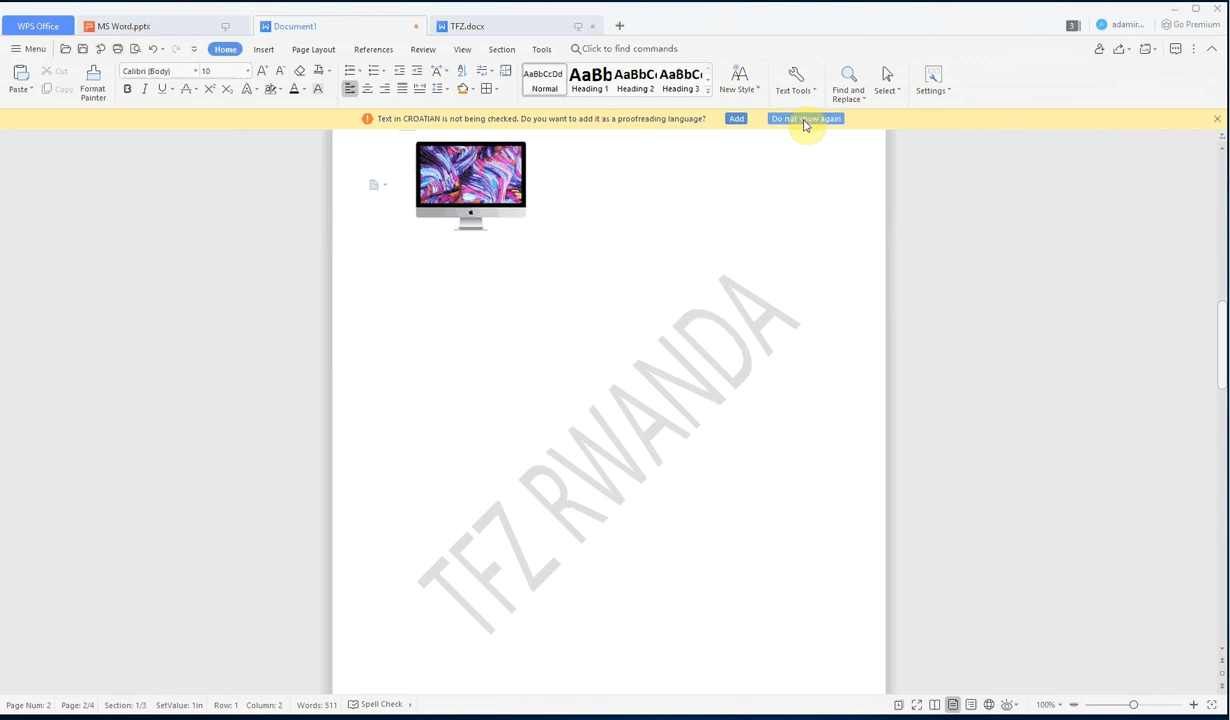 WPS Office
MS Word.pptx
Document1
TFZ.docx
3
adamir...
Go Premium
Menu
Home
Insert
Page Layout
References
Review
View
Section
Tools
Click to find commands
Paste
Cut
Copy
Format
Painter
Calibri (Body)
10
AaBbCcDd
Normal
AaBb
Heading 1
AaBbC
Heading 2
AaBbC
Heading 3
New Style
Text Tools
Find and
Replace
Select
Settings
Text in CROATIAN is not being checked. Do you want to add it as a proofreading language?
Add
Do not show again
TFZ RWANDA
Page Num: 2
Page: 2/4
Section: 1/3
SetValue: 1in
Row: 1
Column: 2
Words: 511
Spell Check
100%